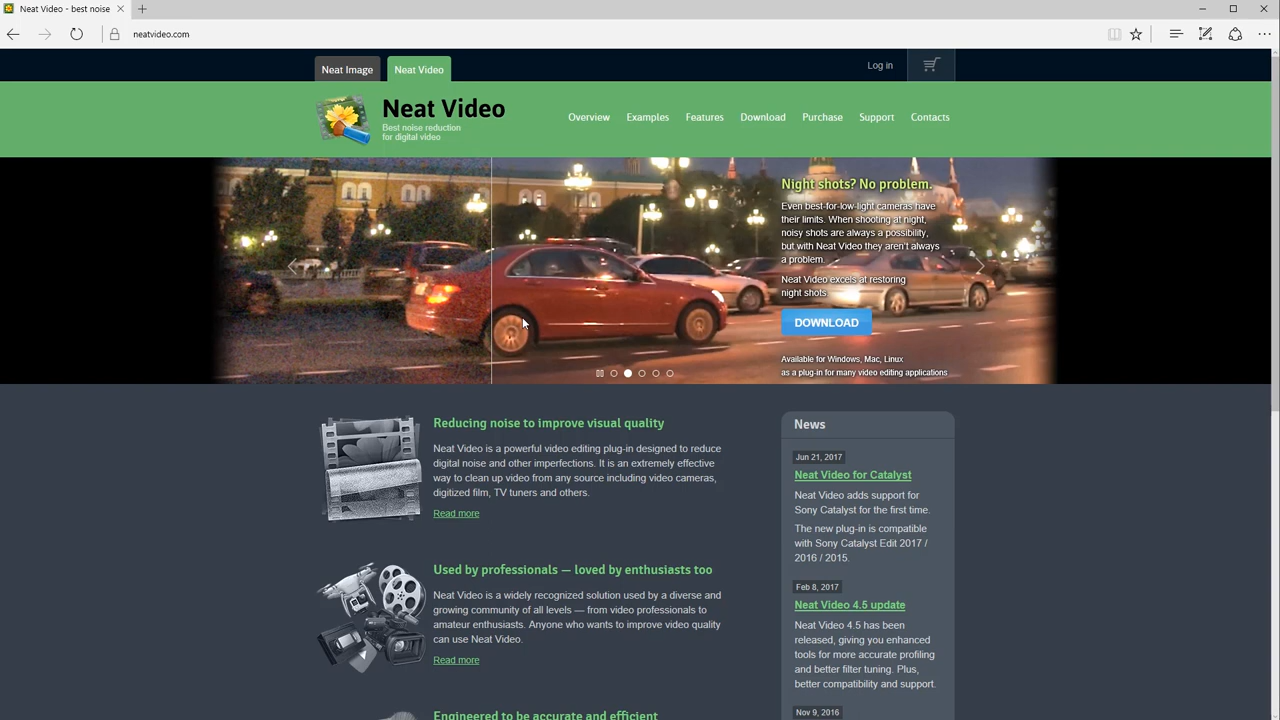 Neat Video - best noise
neatvideo.com
Neat Image
Neat Video
Log in
Neat Video
Best noise reduction
for digital video
Overview
Examples
Features
Download
Purchase
Support
Contacts
Night shots? No problem.
Even best-for-low-light cameras have
their limits. When shooting at night,
noisy shots are always a possibility,
but with Neat Video they aren't always
a problem.
Neat Video excels at restoring
night shots.
DOWNLOAD
Available for Windows, Mac, Linux
as a plug-in for many video editing applications
Reducing noise to improve visual quality
Neat Video is a powerful video editing plug-in designed to reduce
digital noise and other imperfections. It is an extremely effective
way to clean up video from any source including video cameras,
digitized film, TV tuners and others.
Read more
Used by professionals — loved by enthusiasts too
Neat Video is a widely recognized solution used by a diverse and
growing community of all levels — from video professionals to
amateur enthusiasts. Anyone who wants to improve video quality
can use Neat Video.
Read more
Engineered to be accurate and efficient
News
Jun 21, 2017
Neat Video for Catalyst
Neat Video adds support for
Sony Catalyst for the first time.
The new plug-in is compatible
with Sony Catalyst Edit 2017 /
2016 / 2015.
Feb 8, 2017
Neat Video 4.5 update
Neat Video 4.5 has been
released, giving you enhanced
tools for more accurate profiling
and better filter tuning. Plus,
better compatibility and support.
Nov 9, 2016